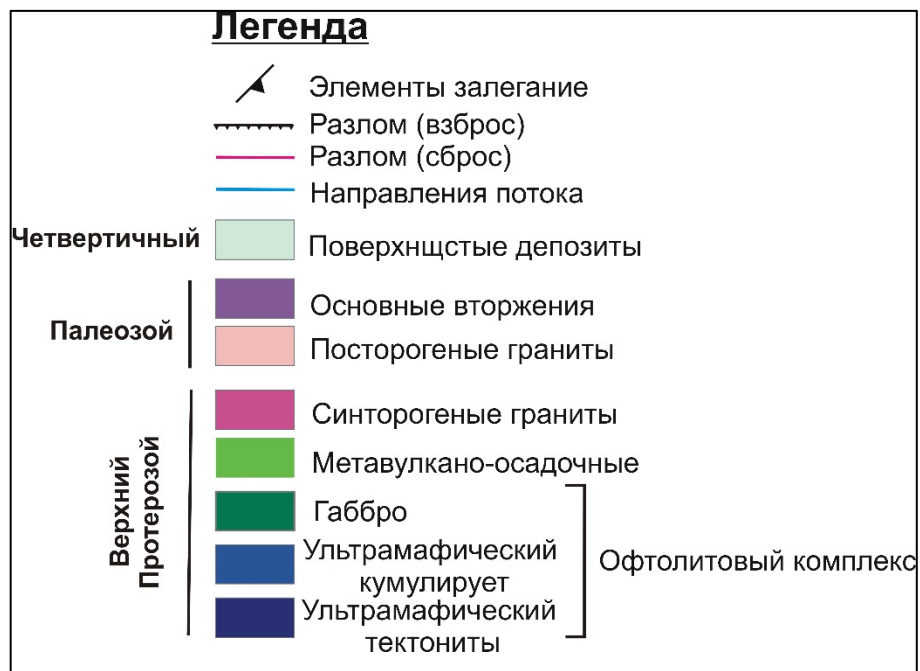 Легенда
Элементы залегание
Разлом (взброс)
Разлом (сброс)
Направления потока
Четвертичный
Поверхнщстые депозиты
Палеозой
Основные вторжения
Посторогеные граниты
Верхний
Протерозой
Синторогеные граниты
Метавулкано-осадочные
Габбро
Ультрамафический
кумулирует
Ультрамафический
тектониты
Офтолитовый комплекс